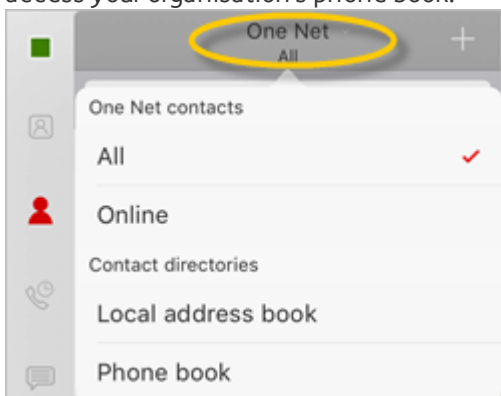 access your organisation's phone book.
One Net
All
One Net contacts
All
Online
Contact directories
Local address book
Phone book